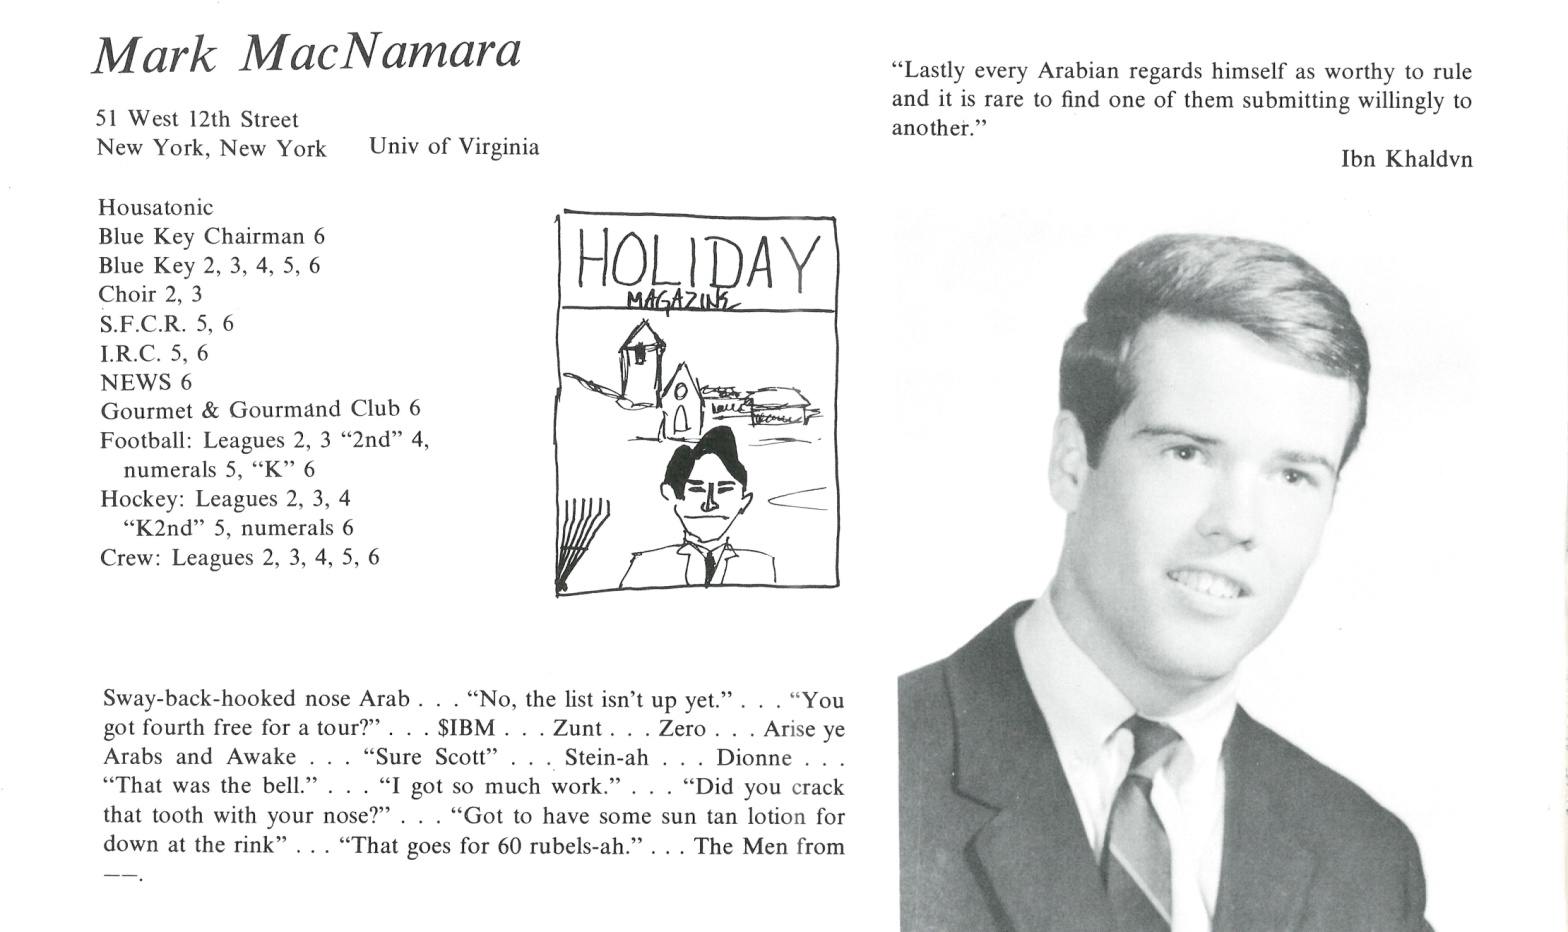 Mark MacNamara
51 West 12th Street
New York, New York Univ of Virginia
Housatonic
Blue Key Chairman 6
Blue Key 2, 3, 4, 5, 6
Choir 2, 3
S.F.C.R. 5, 6
I.R.C. 5, 6
NEWS 6
Gourmet & Gourmand Club 6
Football: Leagues 2, 3 “2nd” 4,
numerals 5, “K” 6
Hockey: Leagues 2, 3, 4
“K2nd” 5, numerals 6
Crew: Leagues 2, 3, 4, 5, 6
HOLIDAY
MAGAZINE
Sway-back-hooked nose Arab . . . “No, the list isn’t up yet.” . . . “You
got fourth free for a tour?” . . . $IBM . . . Zunt . . . Zero . . . Arise ye
Arabs and Awake . . . “Sure Scott” . . . Stein-ah . . . Dionne . . .
“That was the bell.” . . . “I got so much work.” . . . “Did you crack
that tooth with your nose?” . . . “Got to have some sun tan lotion for
down at the rink” . . . “That goes for 60 rubels-ah.” . . . The Men from
——.
“Lastly every Arabian regards himself as worthy to rule
and it is rare to find one of them submitting willingly to
another.”
Ibn Khaldvn